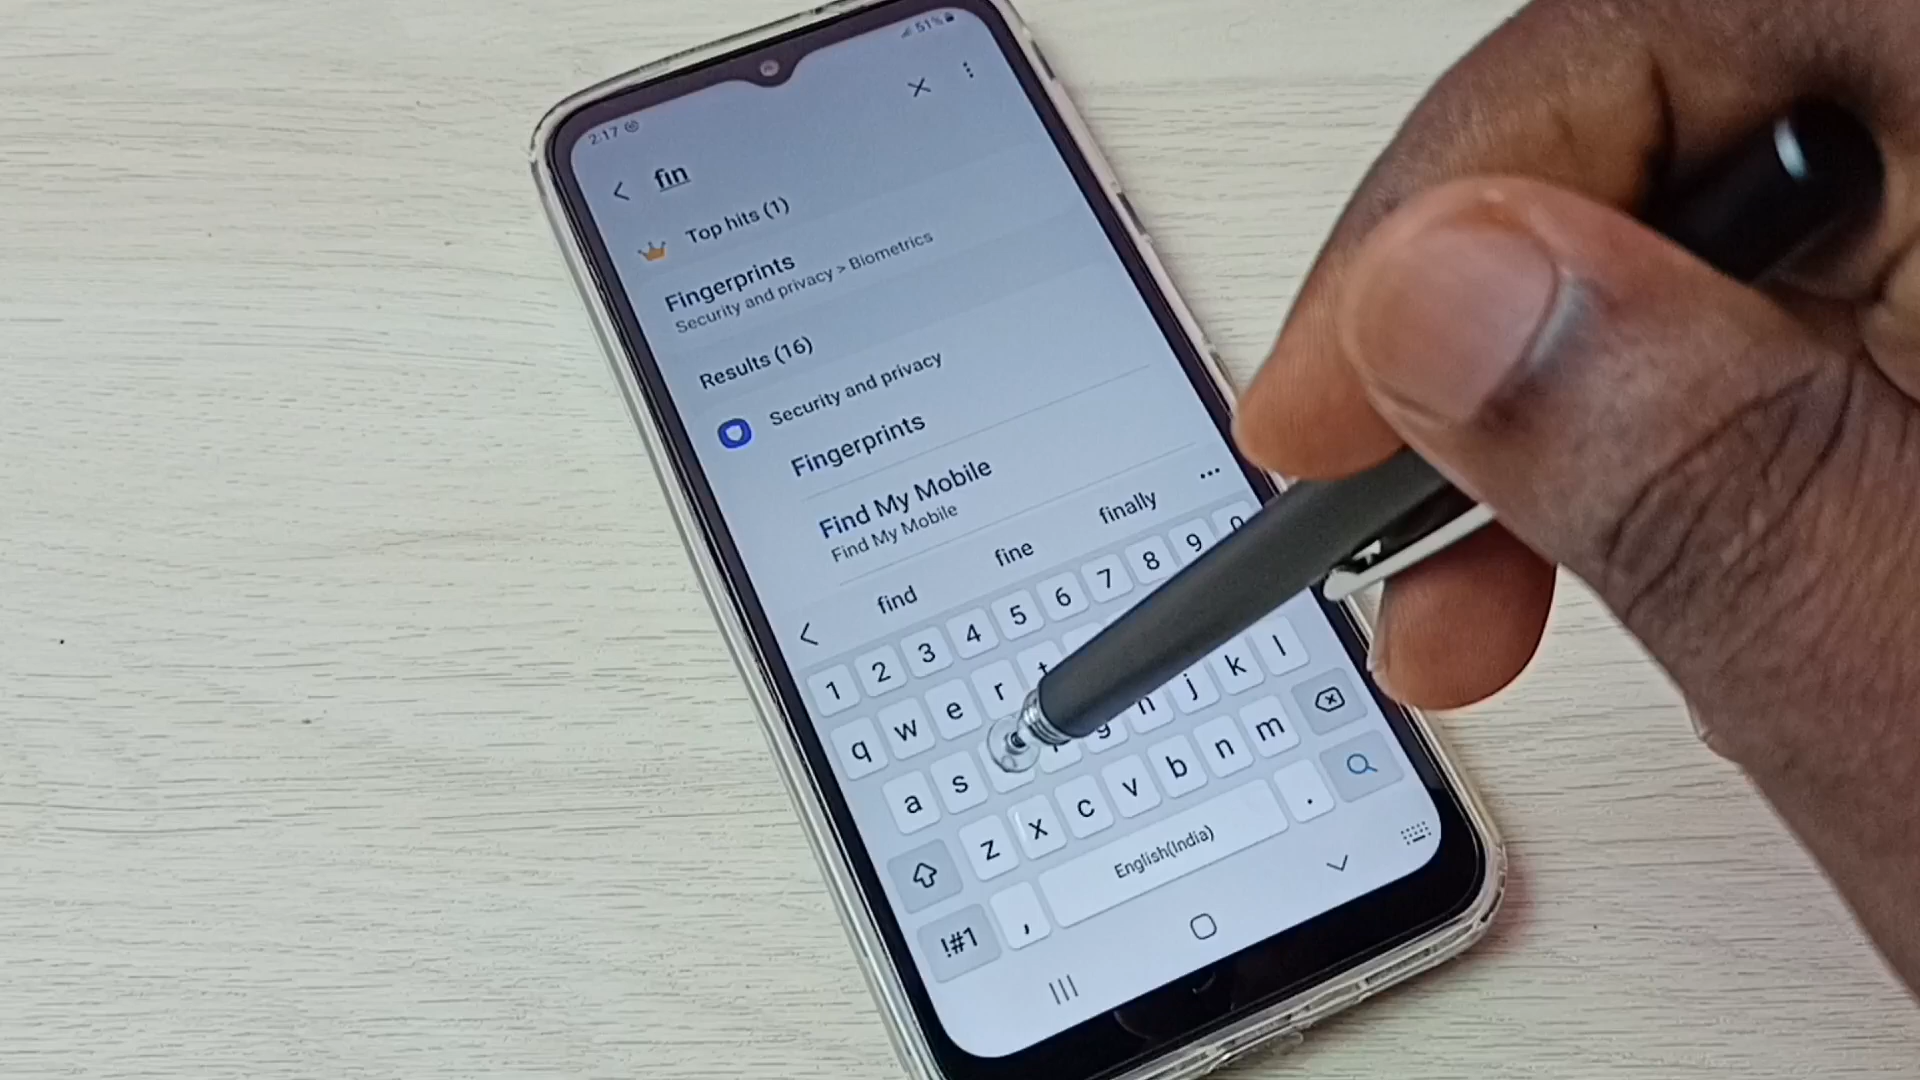 2:17
51%
fin
Top hits (1)
Fingerprints
Security and privacy > Biometrics
Results (16)
Security and privacy
Fingerprints
Find My Mobile
Find My Mobile
find fine finally
1 2 3 4 5 6 7 8 9 0
q w e r t
a s g h j k l
z x c v b n m
!#1 , English(India) .